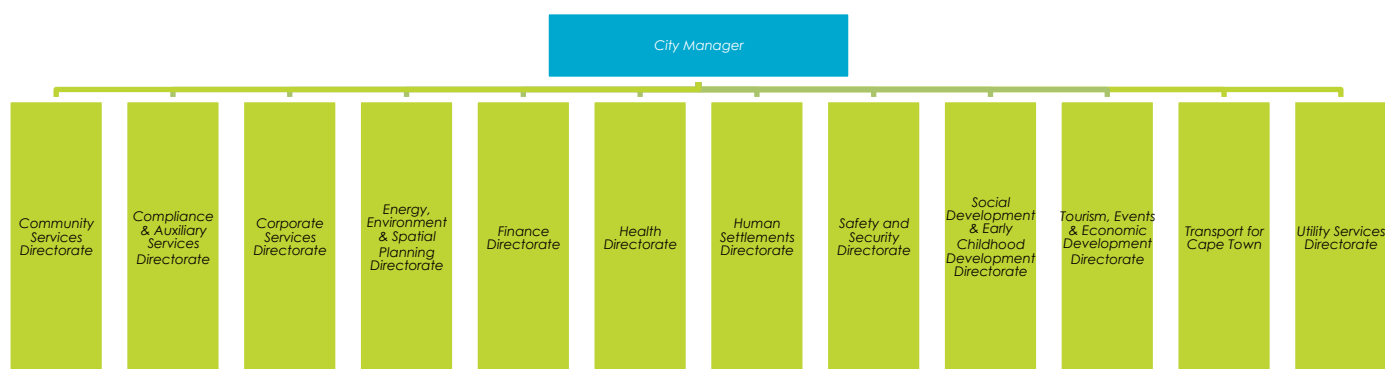 City Manager
Community
Services
Directorate
Compliance
& Auxiliary
Services
Directorate
Corporate
Services
Directorate
Energy,
Environment
& Spatial
Planning
Directorate
Finance
Directorate
Health
Directorate
Human
Settlements
Directorate
Safety and
Security
Directorate
Social
Development
& Early
Childhood
Development
Directorate
Tourism, Events
& Economic
Development
Directorate
Transport for
Cape Town
Utility Services
Directorate